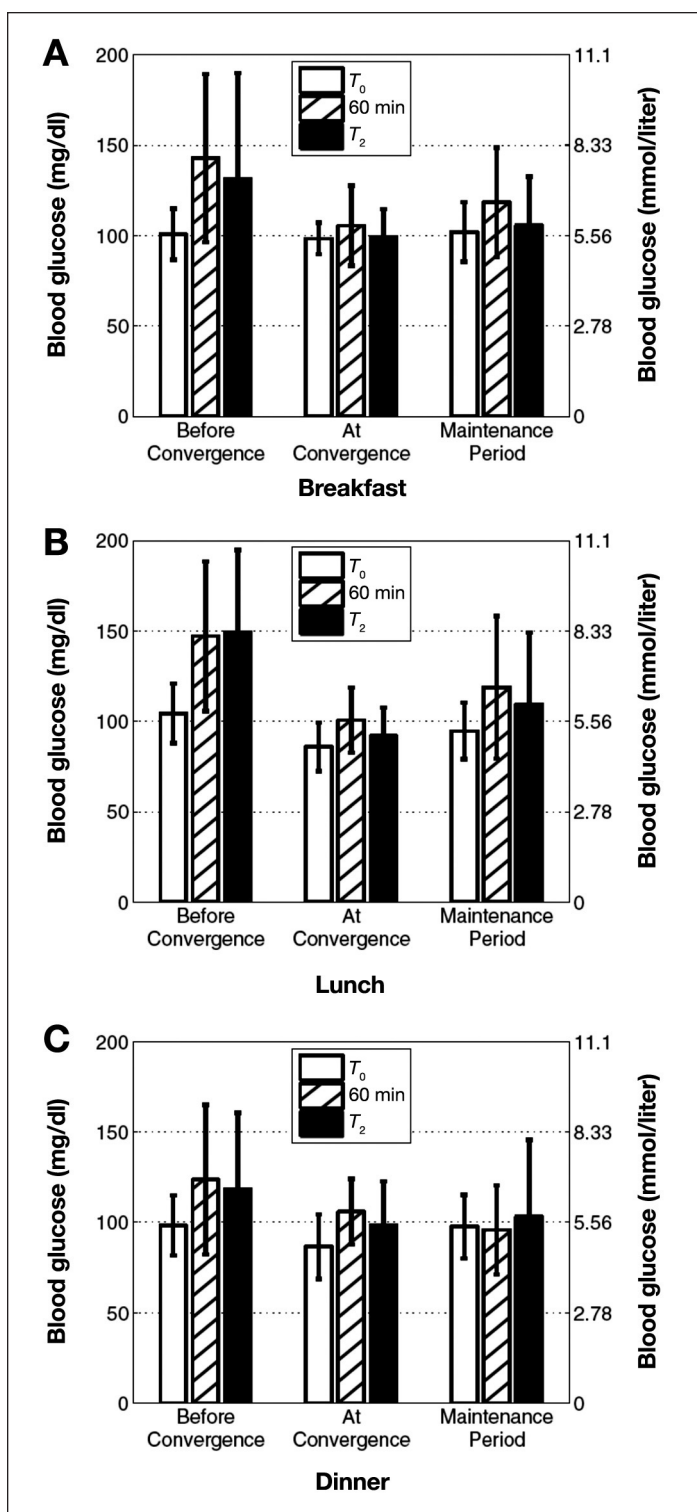 A
Blood glucose (mg/dl)
200
150
100
50
0
T0
60 min
T2
11.1
8.33
5.56
2.78
0
Blood glucose (mmol/liter)
Before
Convergence
At
Convergence
Maintenance
Period
Breakfast
B
Blood glucose (mg/dl)
200
150
100
50
0
T0
60 min
T2
11.1
8.33
5.56
2.78
0
Blood glucose (mmol/liter)
Before
Convergence
At
Convergence
Maintenance
Period
Lunch
C
Blood glucose (mg/dl)
200
150
100
50
0
T0
60 min
T2
11.1
8.33
5.56
2.78
0
Blood glucose (mmol/liter)
Before
Convergence
At
Convergence
Maintenance
Period
Dinner